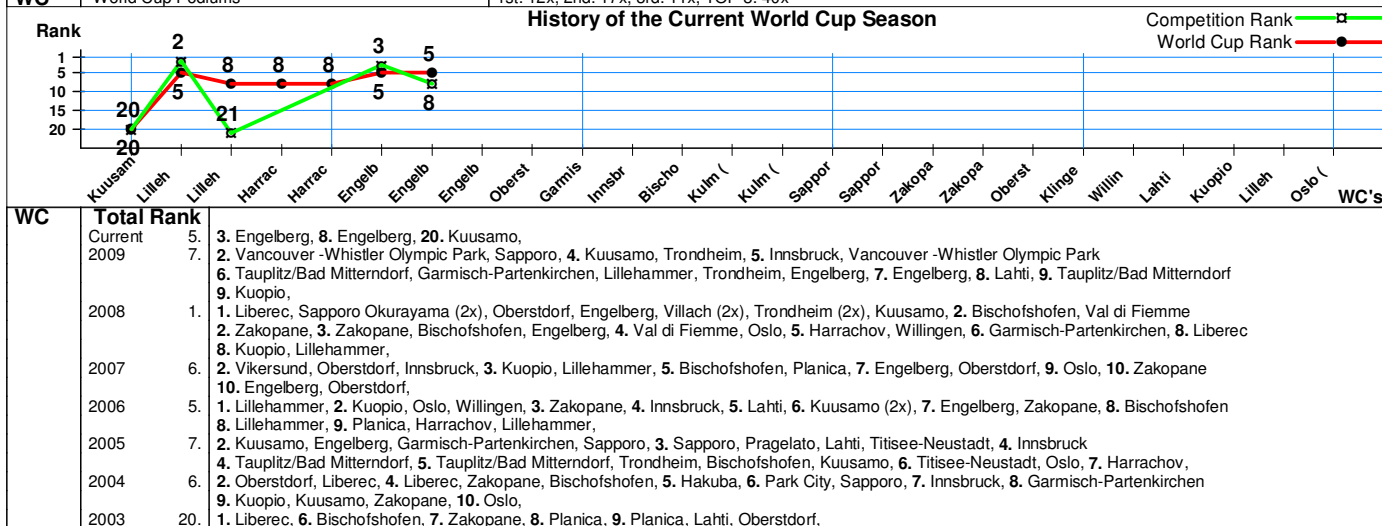 WC World Cup Podiums 1st: 12x, 2nd: 17x, 3rd: 11x, TOP 3: 40x
History of the Current World Cup Season
Competition Rank
World Cup Rank
Rank
1
5
10
15
20
20 2 8 8 8 3 5
20 5 21 5 8
Kuusam Lilleh Lilleh Harrac Harrac Engelb Engelb Engelb Oberst Garmis Innsbr Bischo Kulm ( Kulm ( Sappor Sappor Zakopa Zakopa Oberst Klinge Willin Lahti Kuopio Lilleh Oslo ( WC's
WC Total Rank
Current 5. 3. Engelberg, 8. Engelberg, 20. Kuusamo,
2009 7. 2. Vancouver -Whistler Olympic Park, Sapporo, 4. Kuusamo, Trondheim, 5. Innsbruck, Vancouver -Whistler Olympic Park
6. Tauplitz/Bad Mitterndorf, Garmisch-Partenkirchen, Lillehammer, Trondheim, Engelberg, 7. Engelberg, 8. Lahti, 9. Tauplitz/Bad Mitterndorf
9. Kuopio,
2008 1. 1. Liberec, Sapporo Okurayama (2x), Oberstdorf, Engelberg, Villach (2x), Trondheim (2x), Kuusamo, 2. Bischofshofen, Val di Fiemme
2. Zakopane, 3. Zakopane, Bischofshofen, Engelberg, 4. Val di Fiemme, Oslo, 5. Harrachov, Willingen, 6. Garmisch-Partenkirchen, 8. Liberec
8. Kuopio, Lillehammer,
2007 6. 2. Vikersund, Oberstdorf, Innsbruck, 3. Kuopio, Lillehammer, 5. Bischofshofen, Planica, 7. Engelberg, Oberstdorf, 9. Oslo, 10. Zakopane
10. Engelberg, Oberstdorf,
2006 5. 1. Lillehammer, 2. Kuopio, Oslo, Willingen, 3. Zakopane, 4. Innsbruck, 5. Lahti, 6. Kuusamo (2x), 7. Engelberg, Zakopane, 8. Bischofshofen
8. Lillehammer, 9. Planica, Harrachov, Lillehammer,
2005 7. 2. Kuusamo, Engelberg, Garmisch-Partenkirchen, Sapporo, 3. Sapporo, Pragelato, Lahti, Titisee-Neustadt, 4. Innsbruck
4. Tauplitz/Bad Mitterndorf, 5. Tauplitz/Bad Mitterndorf, Trondheim, Bischofshofen, Kuusamo, 6. Titisee-Neustadt, Oslo, 7. Harrachov,
2004 6. 2. Oberstdorf, Liberec, 4. Liberec, Zakopane, Bischofshofen, 5. Hakuba, 6. Park City, Sapporo, 7. Innsbruck, 8. Garmisch-Partenkirchen
9. Kuopio, Kuusamo, Zakopane, 10. Oslo,
2003 20. 1. Liberec, 6. Bischofshofen, 7. Zakopane, 8. Planica, 9. Planica, Lahti, Oberstdorf,